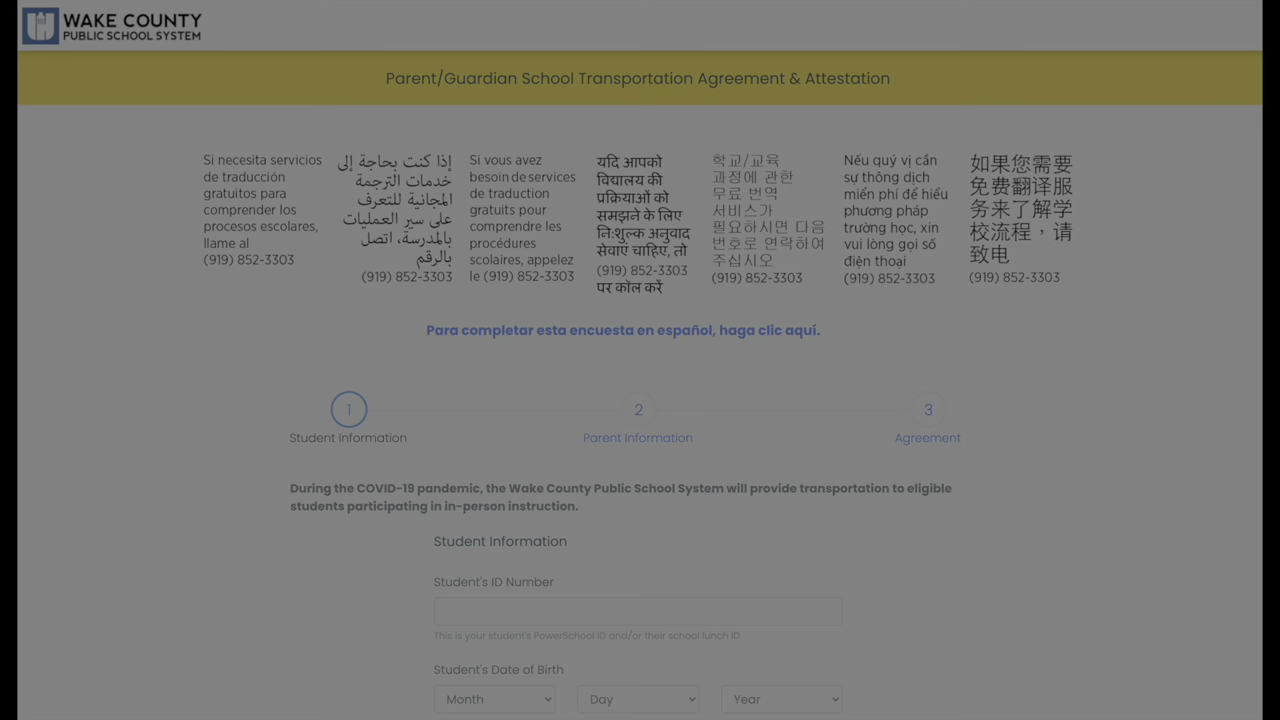 WAKE COUNTY
PUBLIC SCHOOL SYSTEM
Parent/Guardian School Transportation Agreement & Attestation
Si necesita servicios
de traducción
gratuitos para
comprender los
procesos escolares,
llame al
(919) 852-3303
إذا كنت بحاجة إلى
خدمات الترجمة
المجانية للتعرف
على سير العمليات
بالمدرسة، اتصل
بالرقم
(919) 852-3303
Si vous avez
besoin de services
de traduction
gratuits pour
comprendre les
procédures
scolaires, appelez
le (919) 852-3303
यदि आपको
विद्यालय की
प्रक्रियाओं को
समझने के लिए
नि:शुल्क अनुवाद
सेवाएं चाहिए, तो
(919) 852-3303
पर कॉल करें
학교/교육
과정에 관한
무료 번역
서비스가
필요하시면 다음
번호로 연락하여
주십시오
(919) 852-3303
Nếu quý vị cần
sự thông dịch
miễn phí để hiểu
phương pháp
trường học, xin
vui lòng gọi số
điện thoại
(919) 852-3303
如果您需要
免费翻译服
务来了解学
校流程，请
致电
(919) 852-3303
Para completar esta encuesta en español, haga clic aquí.
1
Student Information
2
Parent Information
3
Agreement
During the COVID-19 pandemic, the Wake County Public School System will provide transportation to eligible
students participating in in-person instruction.
Student Information
Student's ID Number
This is your student's PowerSchool ID and/or their school lunch ID
Student's Date of Birth
Month
Day
Year